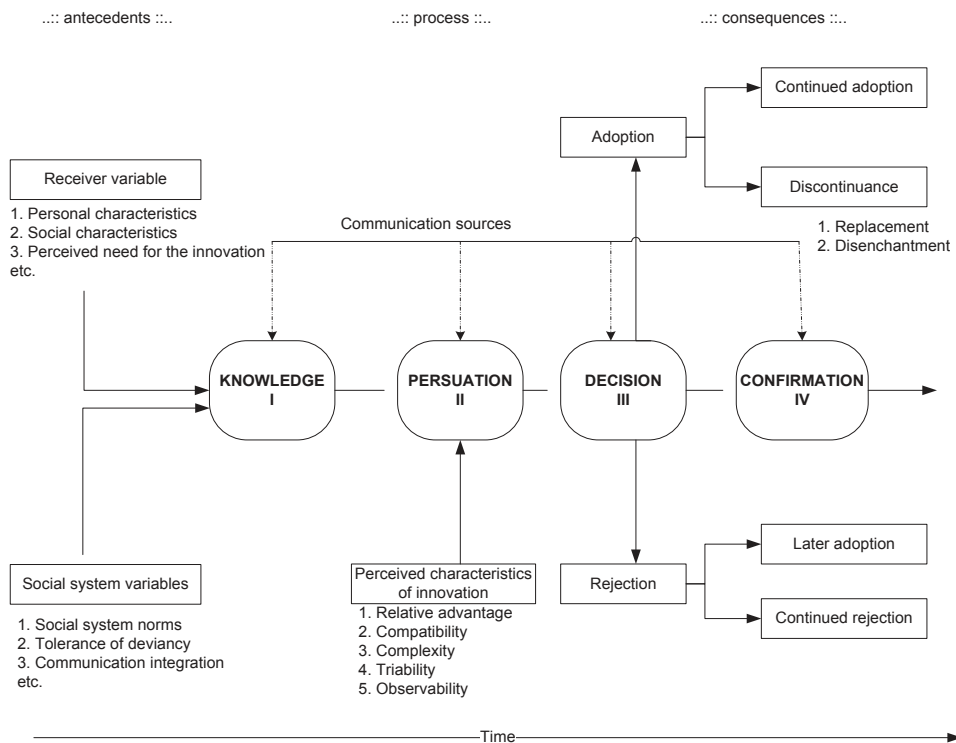 ..:: antecedents ::..
..:: process ::..
..:: consequences ::..
Continued adoption
Adoption
Discontinuance
1. Replacement
2. Disenchantment
Receiver variable
1. Personal characteristics
2. Social characteristics
3. Perceived need for the innovation
etc.
Communication sources
KNOWLEDGE
I
PERSUATION
II
DECISION
III
CONFIRMATION
IV
Social system variables
1. Social system norms
2. Tolerance of deviancy
3. Communication integration
etc.
Perceived characteristics
of innovation
1. Relative advantage
2. Compatibility
3. Complexity
4. Triability
5. Observability
Later adoption
Rejection
Continued rejection
Time